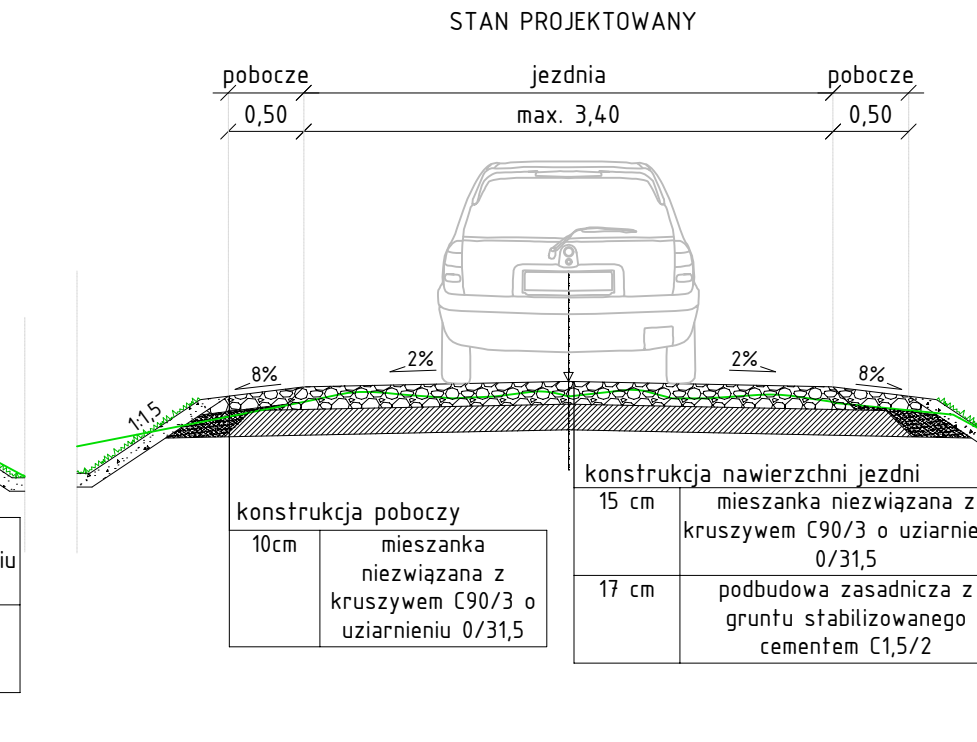 STAN PROJEKTOWANY
pobocze jezdnia pobocze
0,50 max. 3,40 0,50
8% 2% 2% 8%
1:1.5
konstrukcja nawierzchni jezdni
15 cm mieszanka niezwiązana z
kruszywem C90/3 o uziarnie
0/31,5
17 cm podbudowa zasadnicza z
gruntu stabilizowanego
cementem C1,5/2
konstrukcja poboczy
10cm mieszanka
niezwiązana z
kruszywem C90/3 o
uziarnieniu 0/31,5
iu